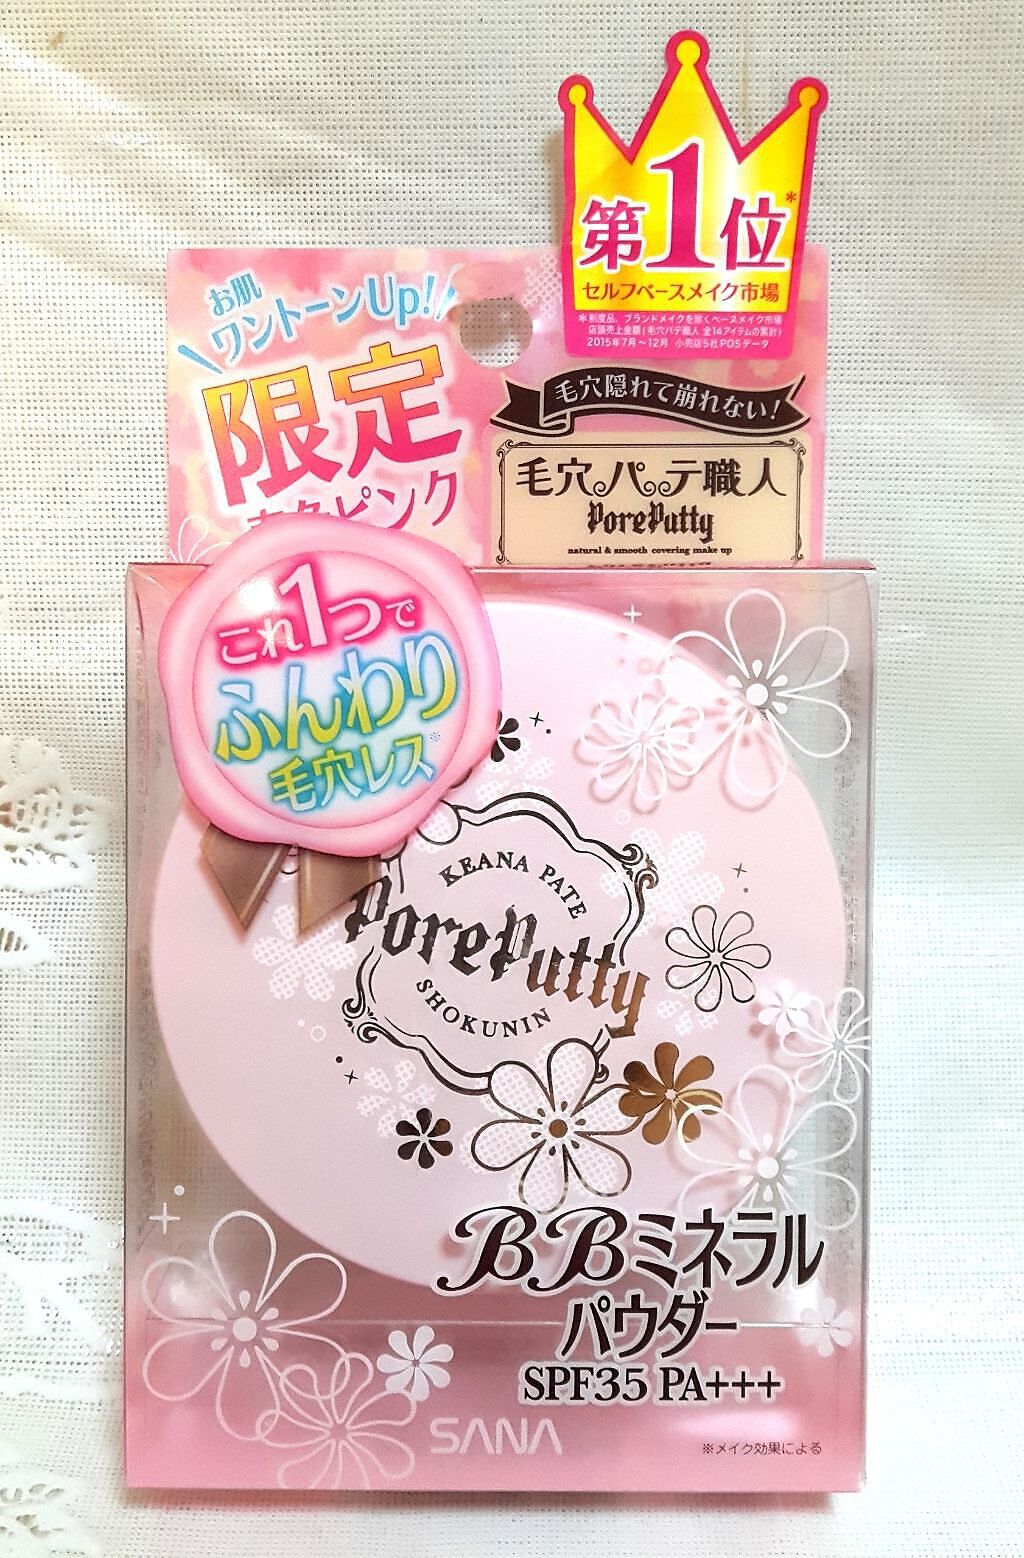 第1位*
セルフベースメイク市場
*制度品、ブランドメイクを除くベースメイク市場
店頭売上金額(毛穴パテ職人 全14アイテムの累計)
2015年7月〜12月 小売店5社POSデータ
お肌
ワントーンUp!!
限定
ピンク
毛穴隠れて崩れない!
毛穴パテ職人
PorePutty
natural & smooth covering make up
これ1つで
ふんわり
毛穴レス※
KEANA PATE
PorePutty
SHOKUNIN
BBミネラル
パウダー
SPF35 PA+++
SANA
※メイク効果による